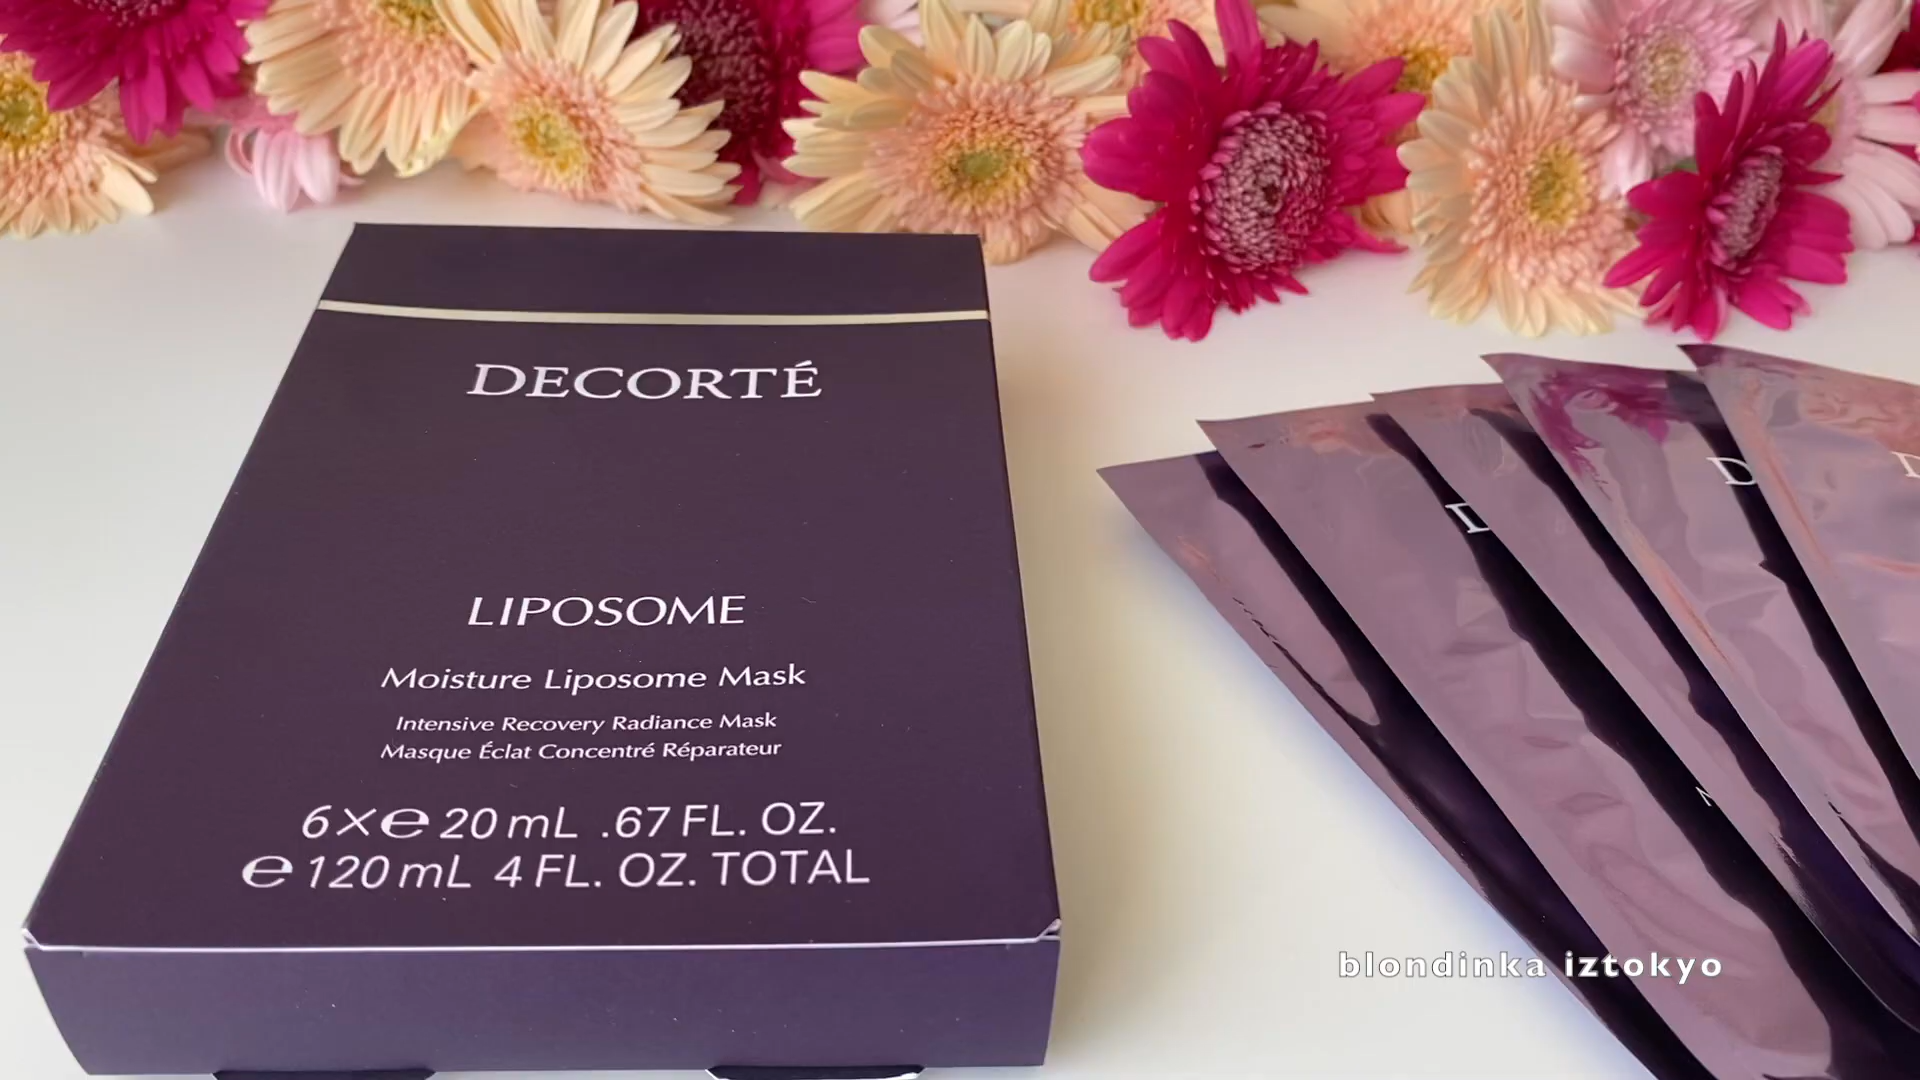 DECORTÉ
LIPOSOME
Moisture Liposome Mask
Intensive Recovery Radiance Mask
Masque Éclat Concentré Réparateur
6×℮ 20 mL .67 FL. OZ.
℮ 120 mL 4 FL. OZ. TOTAL
D
D
D
blondinka iztokyo